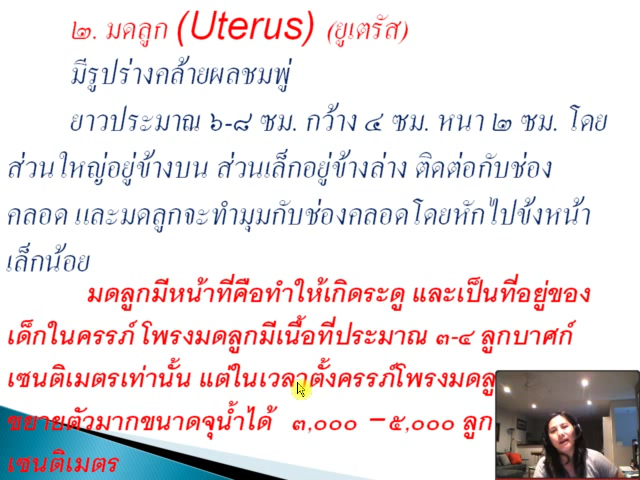 ๒. มดลูก (Uterus) (ยูเตรัส)
มีรูปร่างคล้ายผลชมพู่
ยาวประมาณ ๖-๘ ซม. กว้าง ๔ ซม. หนา ๒ ซม. โดย
ส่วนใหญ่อยู่ข้างบน ส่วนเล็กอยู่ข้างล่าง ติดต่อกับช่อง
คลอด และมดลูกจะทำมุมกับช่องคลอดโดยหักไปข้งหน้า
เล็กน้อย
มดลูกมีหน้าที่คือทำให้เกิดระดู และเป็นที่อยู่ของ
เด็กในครรภ์ โพรงมดลูกมีเนื้อที่ประมาณ ๓-๔ ลูกบาศก์
เซนติเมตรเท่านั้น แต่ในเวลาตั้งครรภ์โพรงมดลู
ขยายตัวมากขนาดจุน้ำได้ ๓,๐๐๐ –๕,๐๐๐ ลูก
เซนติเมตร